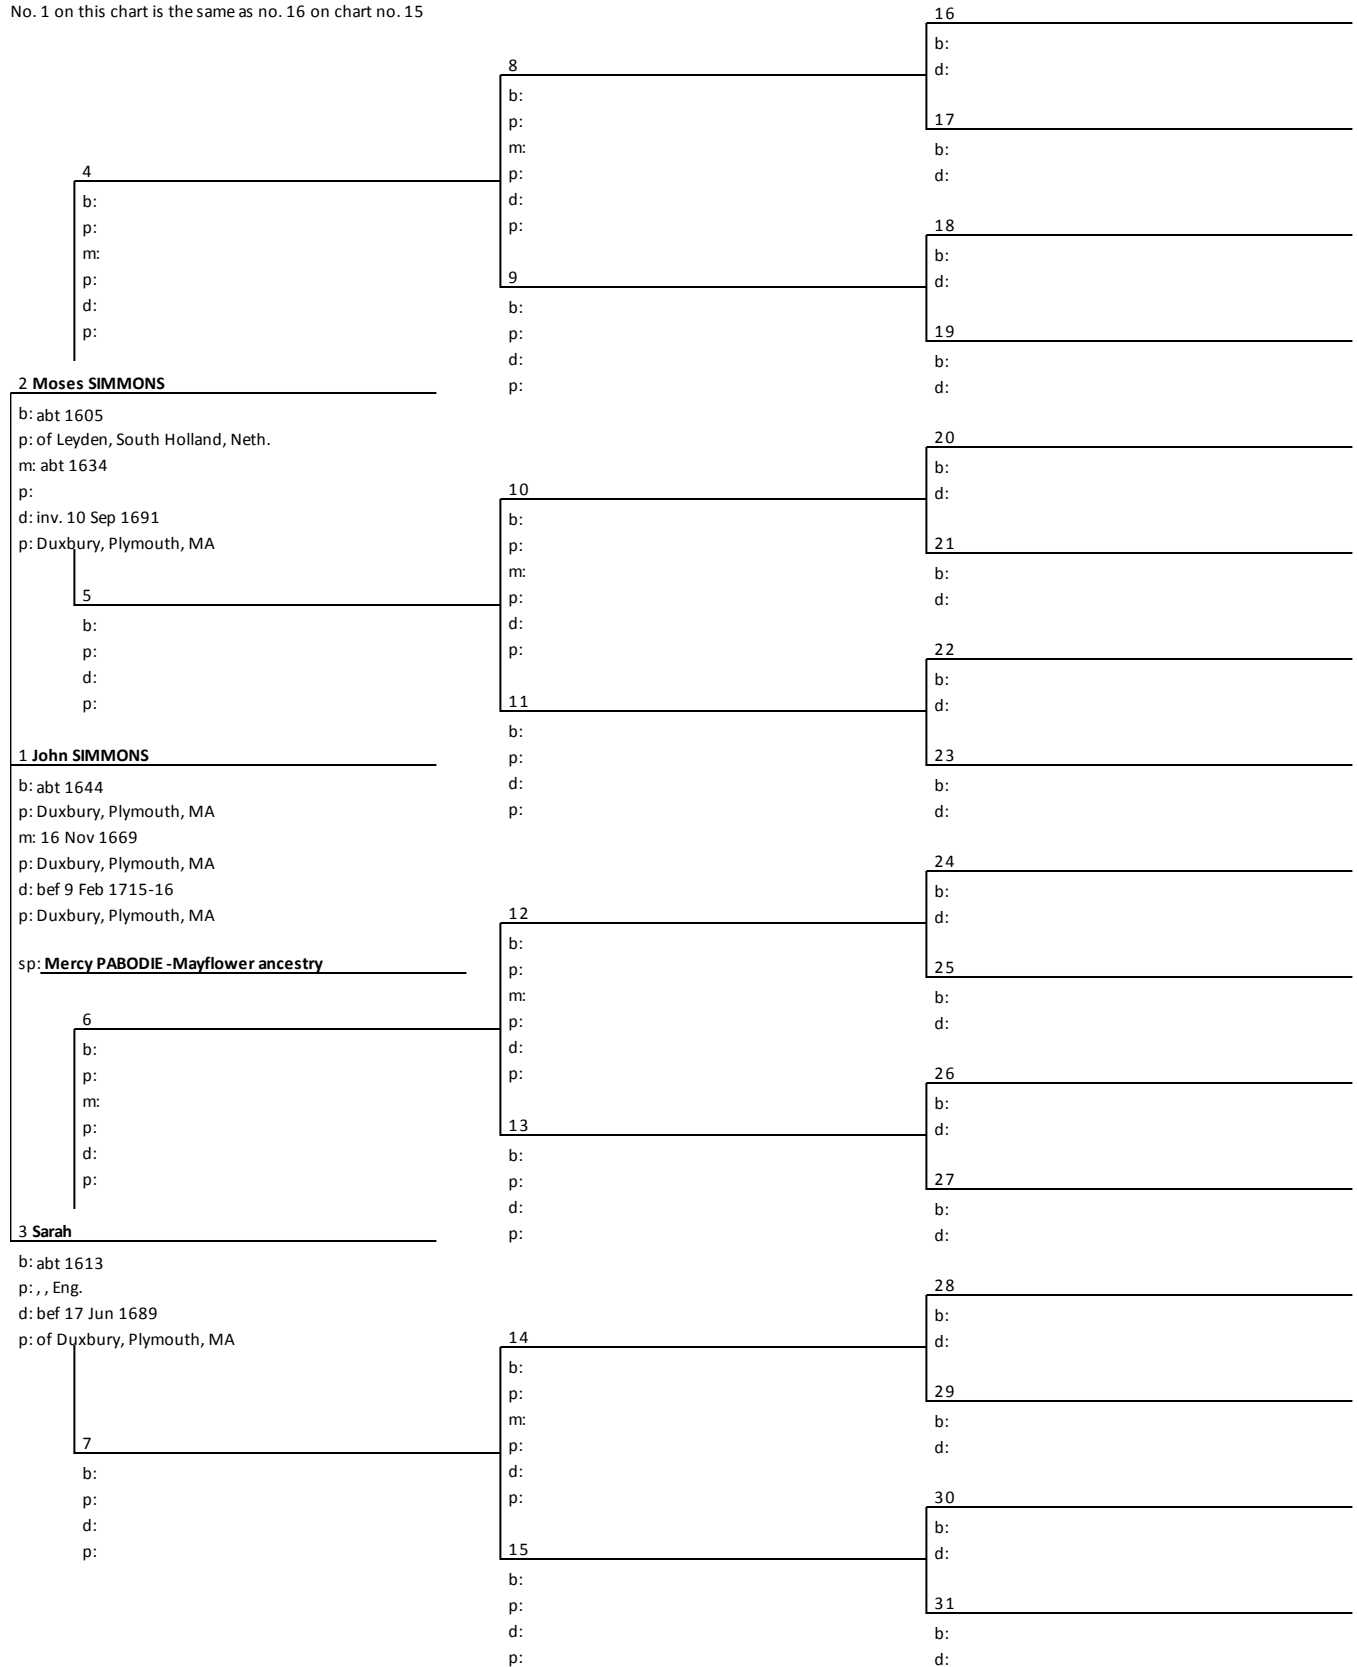 No. 1 on this chart is the same as no. 16 on chart no. 15
4
b:
p:
m:
p:
d:
p:
2 Moses SIMMONS
b: abt 1605
p: of Leyden, South Holland, Neth.
m: abt 1634
p:
d: inv. 10 Sep 1691
p: Duxbury, Plymouth, MA
5
b:
p:
d:
p:
1 John SIMMONS
b: abt 1644
p: Duxbury, Plymouth, MA
m: 16 Nov 1669
p: Duxbury, Plymouth, MA
d: bef 9 Feb 1715-16
p: Duxbury, Plymouth, MA
sp: Mercy PABODIE -Mayflower ancestry
6
b:
p:
m:
p:
d:
p:
3 Sarah
b: abt 1613
p: , , Eng.
d: bef 17 Jun 1689
p: of Duxbury, Plymouth, MA
7
b:
p:
d:
p:
8
b:
p:
m:
p:
d:
p:
9
b:
p:
d:
p:
10
b:
p:
m:
p:
d:
p:
11
b:
p:
d:
p:
12
b:
p:
m:
p:
d:
p:
13
b:
p:
d:
p:
14
b:
p:
m:
p:
d:
p:
15
b:
p:
d:
p:
16
b:
d:
17
b:
d:
18
b:
d:
19
b:
d:
20
b:
d:
21
b:
d:
22
b:
d:
23
b:
d:
24
b:
d:
25
b:
d:
26
b:
d:
27
b:
d:
28
b:
d:
29
b:
d:
30
b:
d:
31
b:
d: